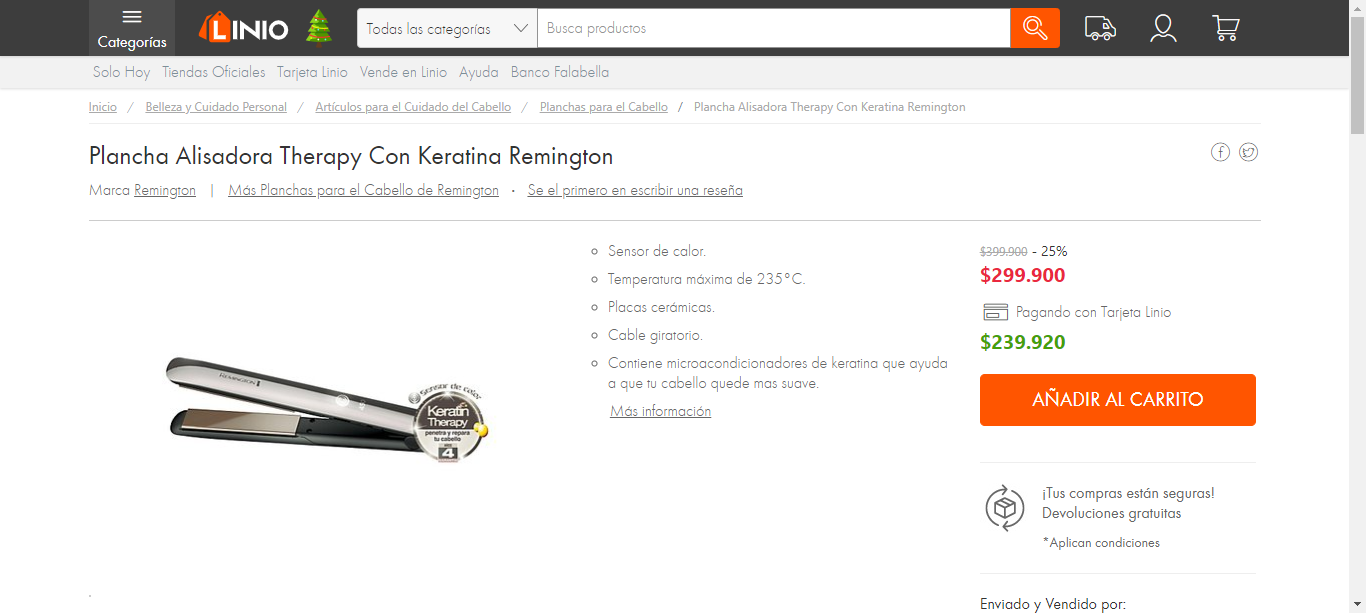 Categorías
LINIO
Todas las categorías
Busca productos
Solo Hoy Tiendas Oficiales Tarjeta Linio Vende en Linio Ayuda Banco Falabella
Inicio / Belleza y Cuidado Personal / Artículos para el Cuidado del Cabello / Planchas para el Cabello / Plancha Alisadora Therapy Con Keratina Remington
Plancha Alisadora Therapy Con Keratina Remington
Marca Remington | Más Planchas para el Cabello de Remington · Se el primero en escribir una reseña
REMINGTON
Sensor de calor
Keratin
Therapy
penetra y repara
tu cabello
4
Sensor de calor.
Temperatura máxima de 235°C.
Placas cerámicas.
Cable giratorio.
Contiene microacondicionadores de keratina que ayuda
a que tu cabello quede mas suave.
Más información
$399.900 - 25%
$299.900
Pagando con Tarjeta Linio
$239.920
AÑADIR AL CARRITO
¡Tus compras están seguras!
Devoluciones gratuitas
*Aplican condiciones
Enviado y Vendido por: